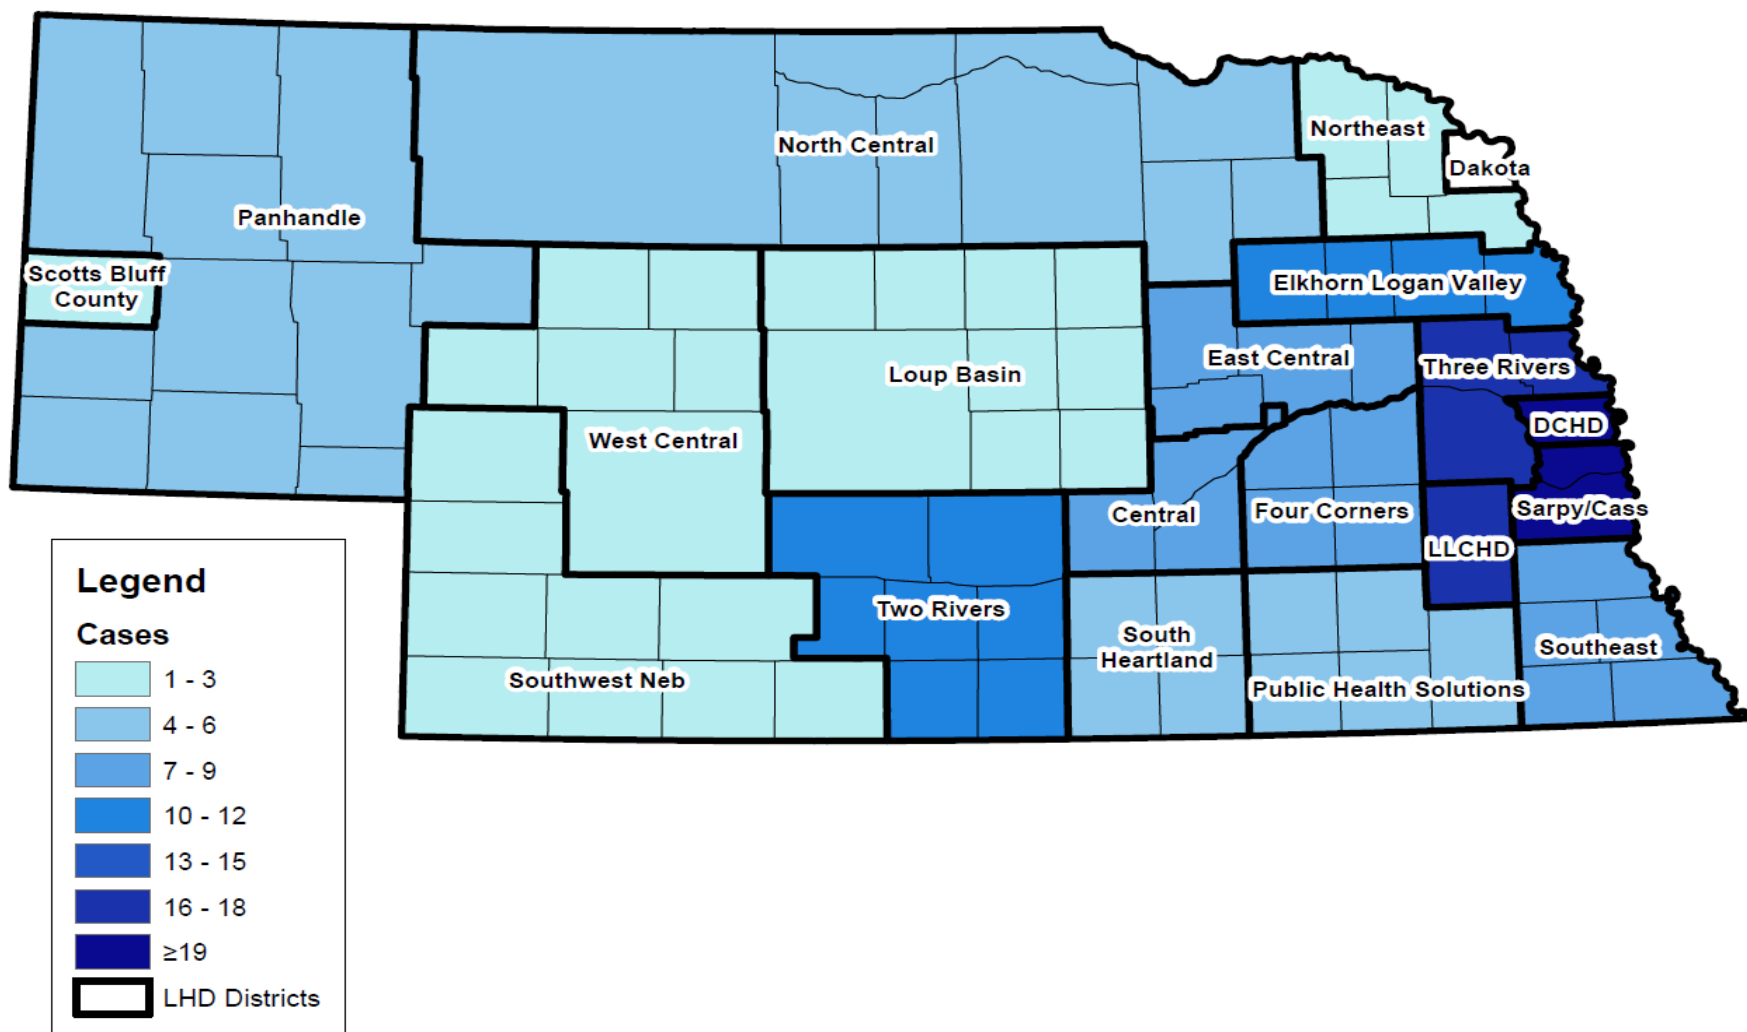 Northeast
North Central
Dakota
Panhandle
Scotts Bluff
County
Elkhorn Logan Valley
East Central
Three Rivers
Loup Basin
DCHD
West Central
Central
Four Corners
Sarpy/Cass
LLCHD
Two Rivers
South
Heartland
Southeast
Southwest Neb
Public Health Solutions
Legend
Cases
1 - 3
4 - 6
7 - 9
10 - 12
13 - 15
16 - 18
≥19
LHD Districts